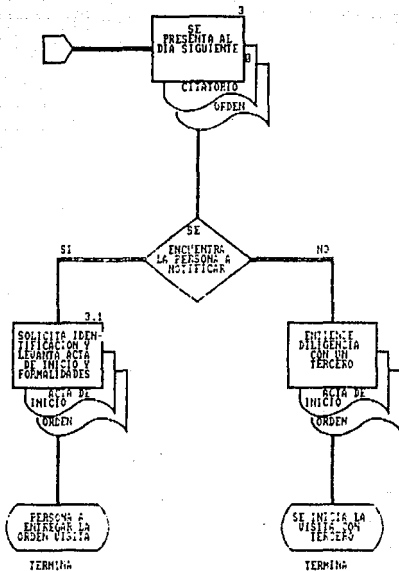 3
SE
PRESENTA AL
DIA SIGUIENTE
0
CITATORIO
ORDEN
SE
ENCUENTRA
LA PERSONA A
NOTIFICAR
SI
NO
3.1
SOLICITA IDEN-
TIFICACION Y
LEVANTA ACTA
DE INICIO Y
FORMALIDADES
ACTA DE
INICIO
ORDEN
ENTIENDE
DILIGENCIA
CON UN
TERCERO
ACTA DE
INICIO
ORDEN
PERSONA A
ENTREGAR LA
ORDEN VISITA
TERMINA
SE INICIA LA
VISITA CON
TERCERO
TERMINA